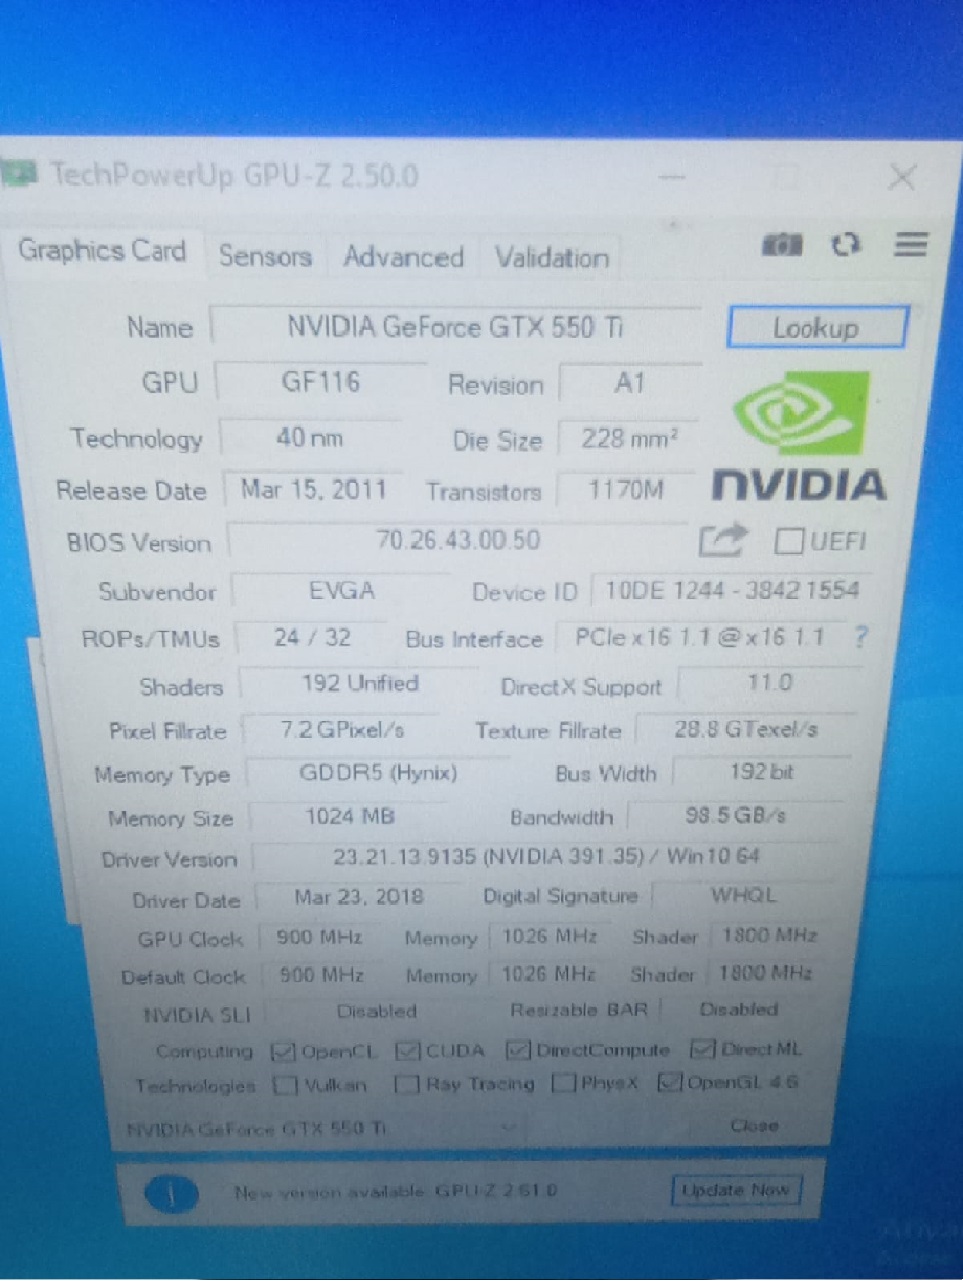 TechPowerUp GPU-Z 2.50.0
Graphics Card Sensors Advanced Validation
Name NVIDIA GeForce GTX 550 Ti Lookup
GPU GF116 Revision A1
Technology 40 nm Die Size 228 mm²
NVIDIA
Release Date Mar 15, 2011 Transistors 1170M
BIOS Version 70.26.43.00.50 UEFI
Subvendor EVGA Device ID 10DE 1244 - 3842 1554
ROPs/TMUs 24 / 32 Bus Interface PCIe x16 1.1 @ x16 1.1 ?
Shaders 192 Unified DirectX Support 11.0
Pixel Fillrate 7.2 GPixel/s Texture Fillrate 28.8 GTexel/s
Memory Type GDDR5 (Hynix) Bus Width 192 bit
Memory Size 1024 MB Bandwidth 98.5 GB/s
Driver Version 23.21.13.9135 (NVIDIA 391.35) / Win10 64
Driver Date Mar 23, 2018 Digital Signature WHQL
GPU Clock 900 MHz Memory 1026 MHz Shader 1800 MHz
Default Clock 900 MHz Memory 1026 MHz Shader 1800 MHz
NVIDIA SLI Disabled Resizable BAR Disabled
Computing OpenCL CUDA DirectCompute DirectML
Technologies Vulkan Ray Tracing PhysX OpenGL 4.6
NVIDIA GeForce GTX 550 Ti Close
New version available: GPU-Z 2.61.0 Update Now